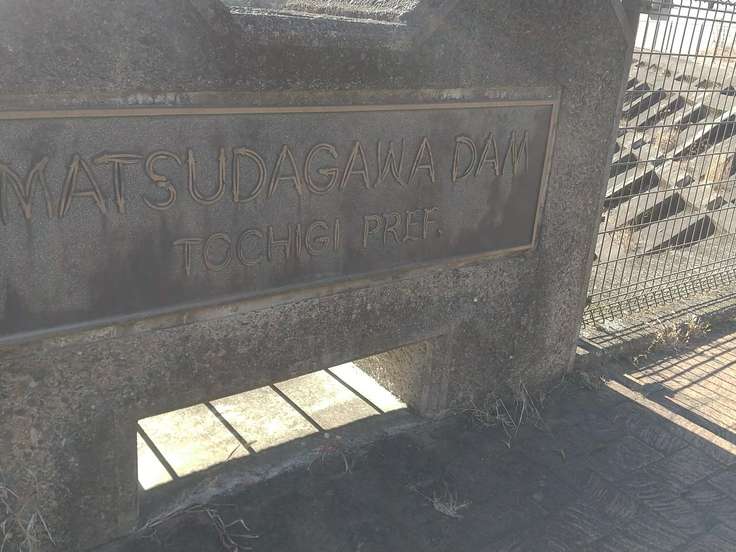 MATSUDAGAWA DAM
TOCHIGI PREF.